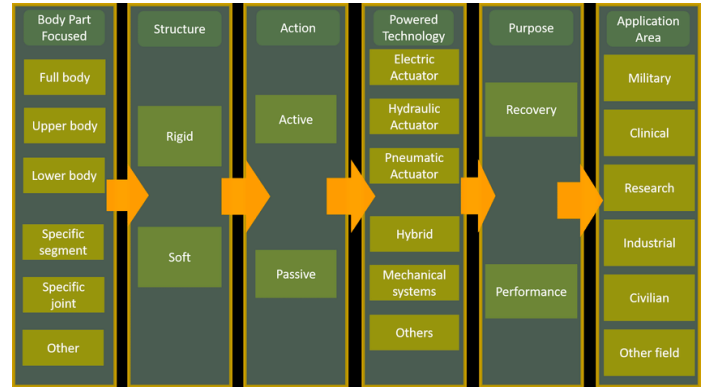 Body Part
Focused
Full body
Upper body
Lower body
Specific
segment
Specific
joint
Other
Structure
Rigid
Soft
Action
Active
Passive
Powered
Technology
Electric
Actuator
Hydraulic
Actuator
Pneumatic
Actuator
Hybrid
Mechanical
systems
Others
Purpose
Recovery
Performance
Application
Area
Military
Clinical
Research
Industrial
Civilian
Other field